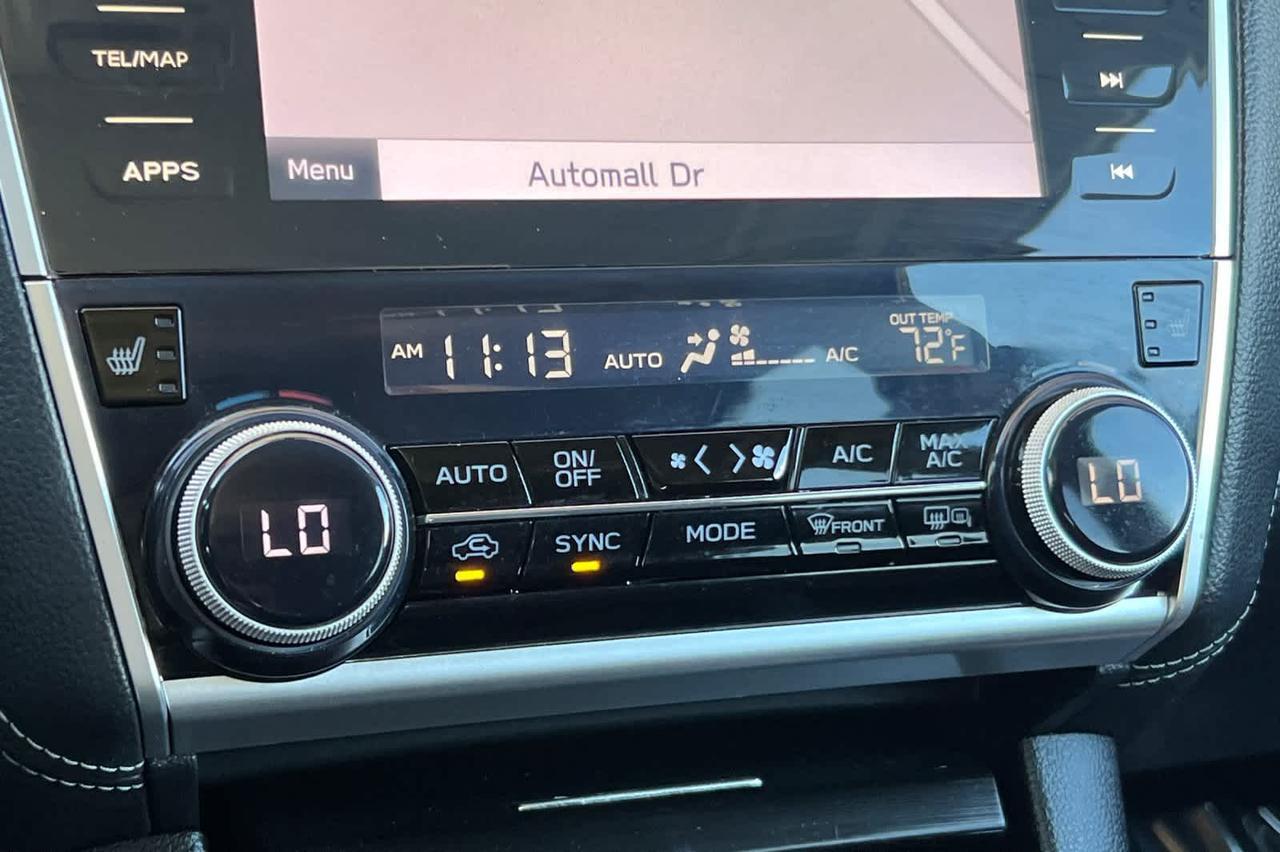 TEL/MAP
APPS
Menu
Automall Dr
AM 11:13 AUTO A/C
OUT TEMP
72°F
LO
AUTO
ON/
OFF
A/C
MAX
A/C
LO
SYNC
MODE
FRONT